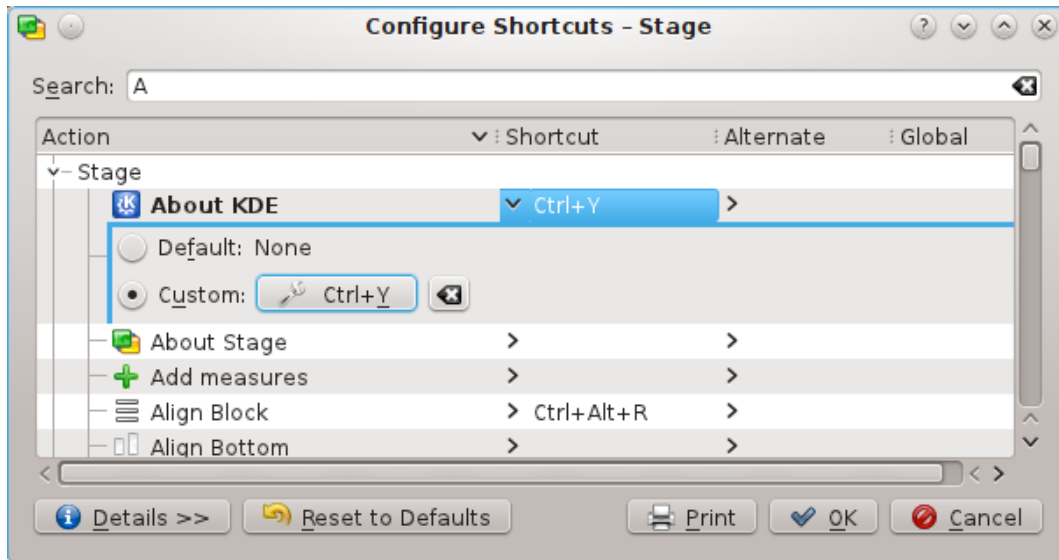 Configure Shortcuts – Stage
Search: A
Action Shortcut Alternate Global
Stage
About KDE Ctrl+Y
Default: None
Custom: Ctrl+Y
About Stage
Add measures
Align Block Ctrl+Alt+R
Align Bottom
Details >> Reset to Defaults Print OK Cancel